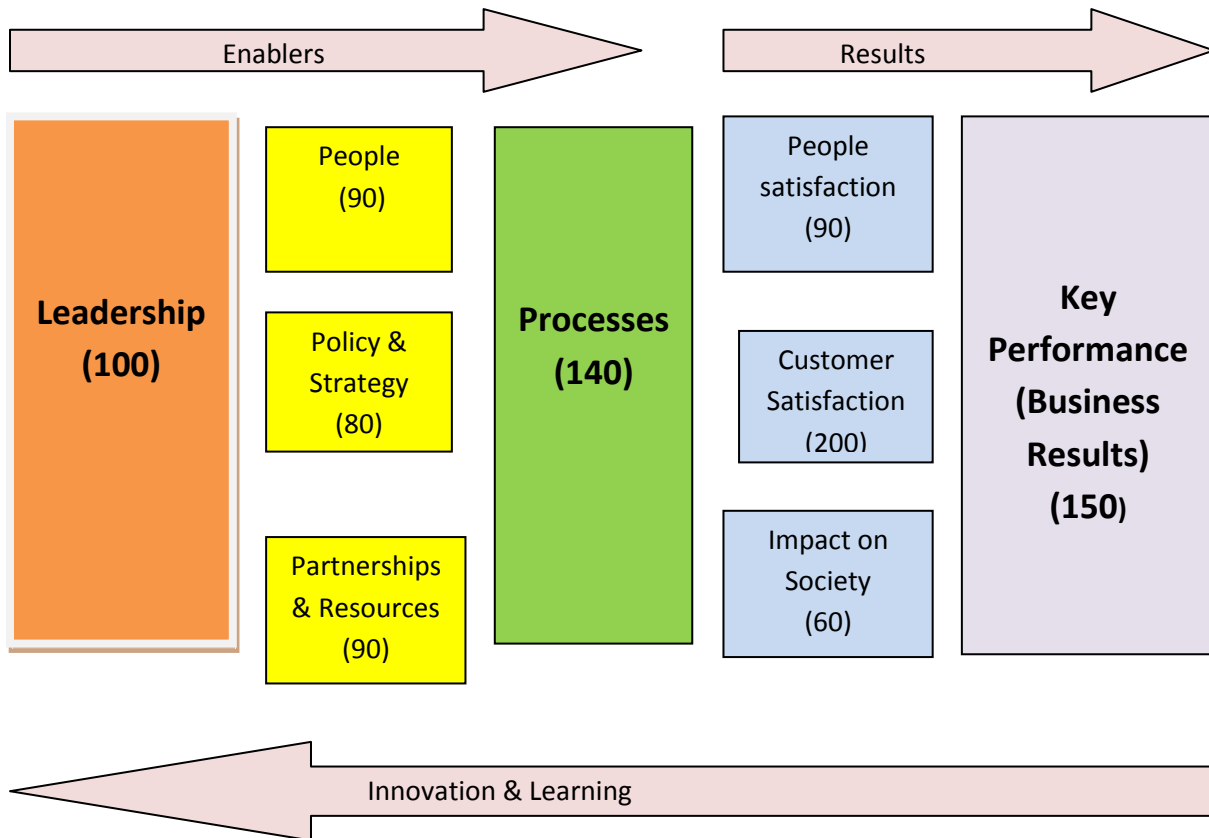 Enablers
Results
Leadership
(100)
People
(90)
Policy &
Strategy
(80)
Partnerships
& Resources
(90)
Processes
(140)
People
satisfaction
(90)
Customer
Satisfaction
(200)
Impact on
Society
(60)
Key
Performance
(Business
Results)
(150)
Innovation & Learning